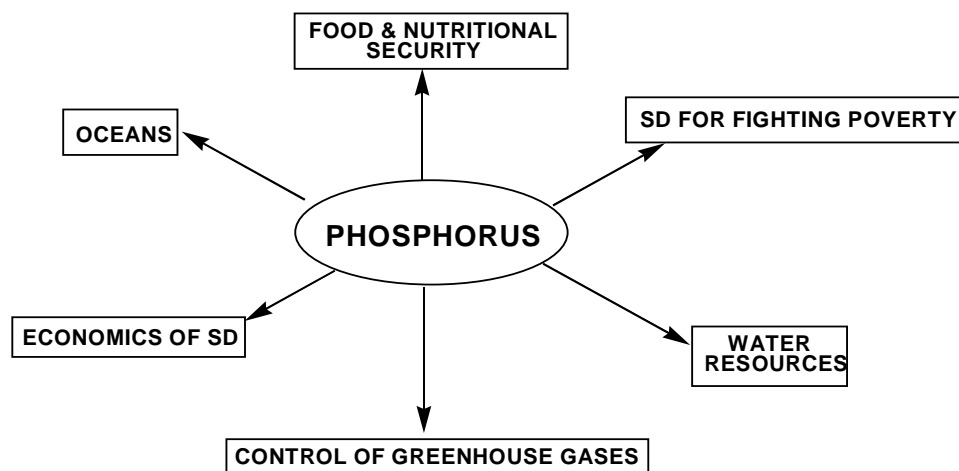 FOOD & NUTRITIONAL
SECURITY
SD FOR FIGHTING POVERTY
OCEANS
PHOSPHORUS
ECONOMICS OF SD
WATER
RESOURCES
CONTROL OF GREENHOUSE GASES